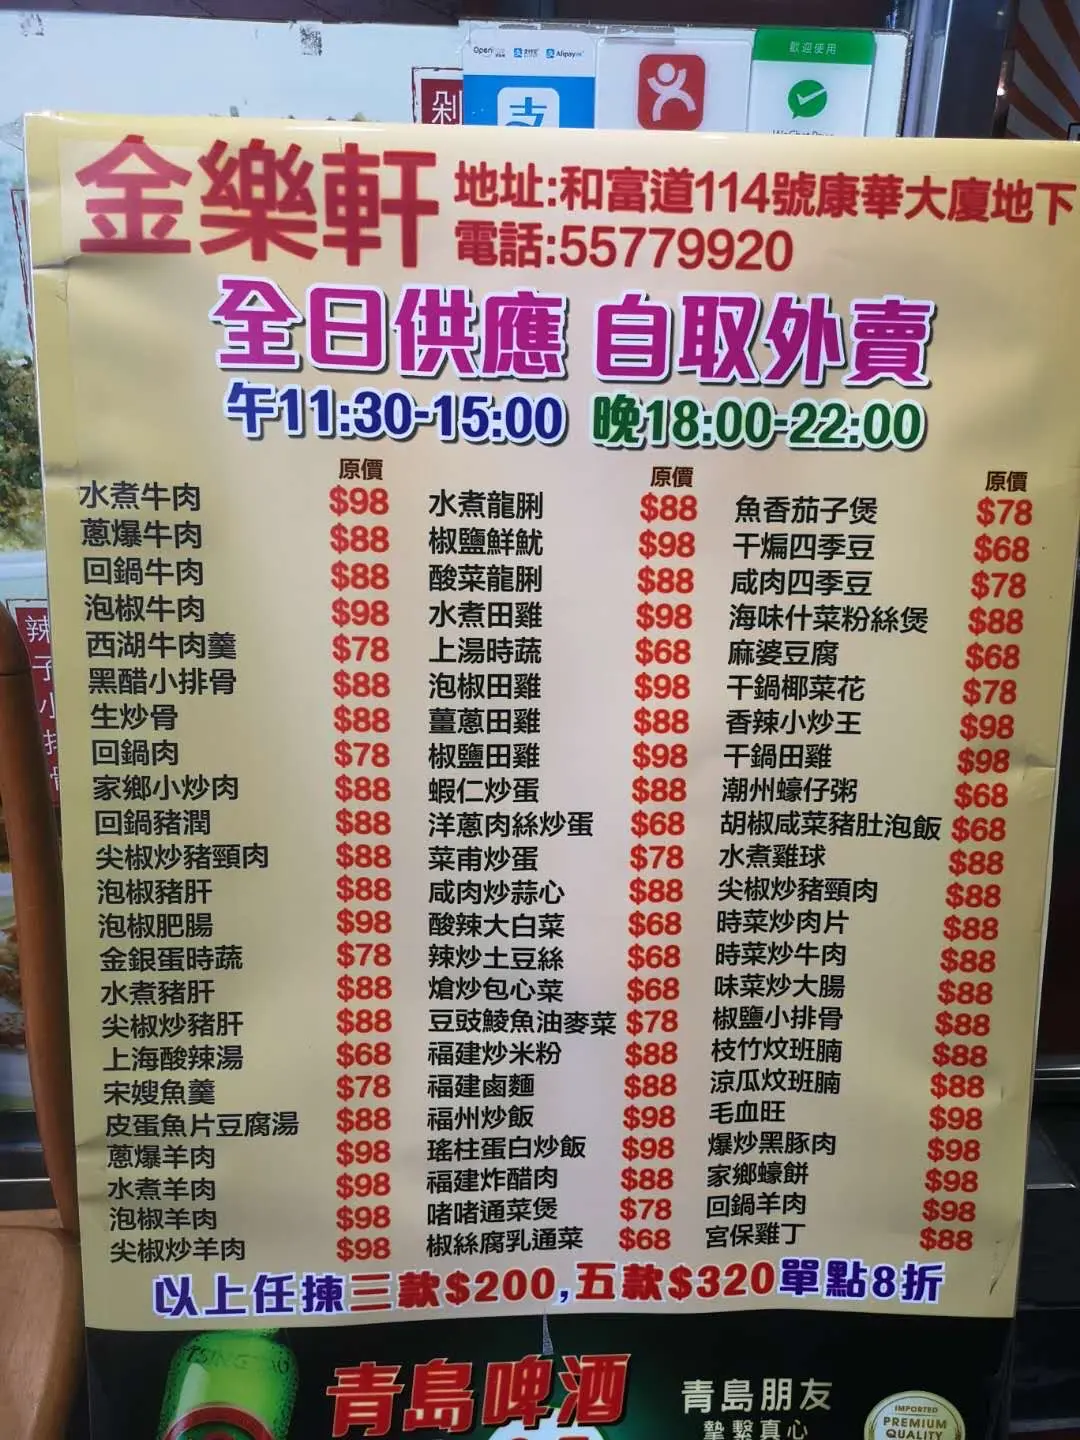 Open
支付宝
Alipay
歡迎使用
WeChat Pay
剁
支
辣
子
小
排
骨
金樂軒
地址:和富道114號康華大廈地下
電話:55779920
全日供應 自取外賣
午11:30-15:00 晚18:00-22:00
原價
水煮牛肉 $98
蔥爆牛肉 $88
回鍋牛肉 $88
泡椒牛肉 $98
西湖牛肉羹 $78
黑醋小排骨 $88
生炒骨 $88
回鍋肉 $78
家鄉小炒肉 $88
回鍋豬潤 $88
尖椒炒豬頸肉 $88
泡椒豬肝 $88
泡椒肥腸 $98
金銀蛋時蔬 $78
水煮豬肝 $88
尖椒炒豬肝 $88
上海酸辣湯 $68
宋嫂魚羹 $78
皮蛋魚片豆腐湯 $88
蔥爆羊肉 $98
水煮羊肉 $98
泡椒羊肉 $98
尖椒炒羊肉 $98
原價
水煮龍脷 $88
椒鹽鮮魷 $98
酸菜龍脷 $88
水煮田雞 $98
上湯時蔬 $68
泡椒田雞 $98
薑蔥田雞 $88
椒鹽田雞 $98
蝦仁炒蛋 $88
洋蔥肉絲炒蛋 $68
菜甫炒蛋 $78
咸肉炒蒜心 $88
酸辣大白菜 $68
辣炒土豆絲 $68
熗炒包心菜 $68
豆豉鯪魚油麥菜 $78
福建炒米粉 $88
福建鹵麵 $88
福州炒飯 $98
瑤柱蛋白炒飯 $98
福建炸醋肉 $88
啫啫通菜煲 $78
椒絲腐乳通菜 $68
原價
魚香茄子煲 $78
干煸四季豆 $68
咸肉四季豆 $78
海味什菜粉絲煲 $88
麻婆豆腐 $68
干鍋椰菜花 $78
香辣小炒王 $98
干鍋田雞 $98
潮州蠔仔粥 $68
胡椒咸菜豬肚泡飯 $68
水煮雞球 $88
尖椒炒豬頸肉 $88
時菜炒肉片 $88
時菜炒牛肉 $88
味菜炒大腸 $88
椒鹽小排骨 $88
枝竹炆班腩 $88
涼瓜炆班腩 $88
毛血旺 $98
爆炒黑豚肉 $98
家鄉蠔餅 $98
回鍋羊肉 $98
宮保雞丁 $88
以上任揀三款$200,五款$320單點8折
TSINGTAO
青島啤酒
青島朋友
摯繫真心
IMPORTED
PREMIUM
QUALITY